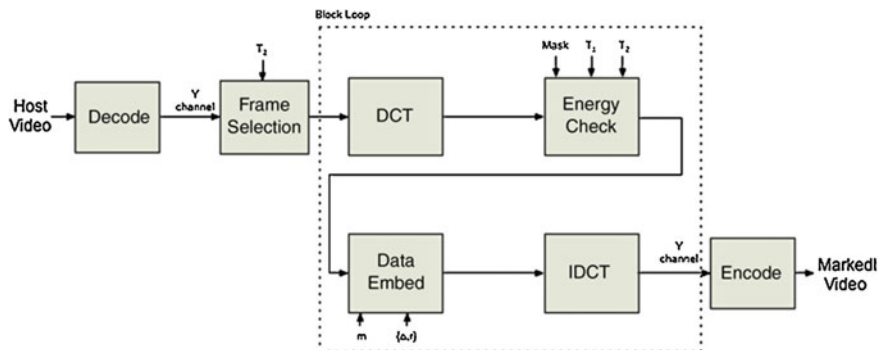 Block Loop
T₂
Mask T₁ T₂
Host
Video
Decode
Y
channel
Frame
Selection
DCT
Energy
Check
Data
Embed
IDCT
Y
channel
Encode
Marked
Video
m